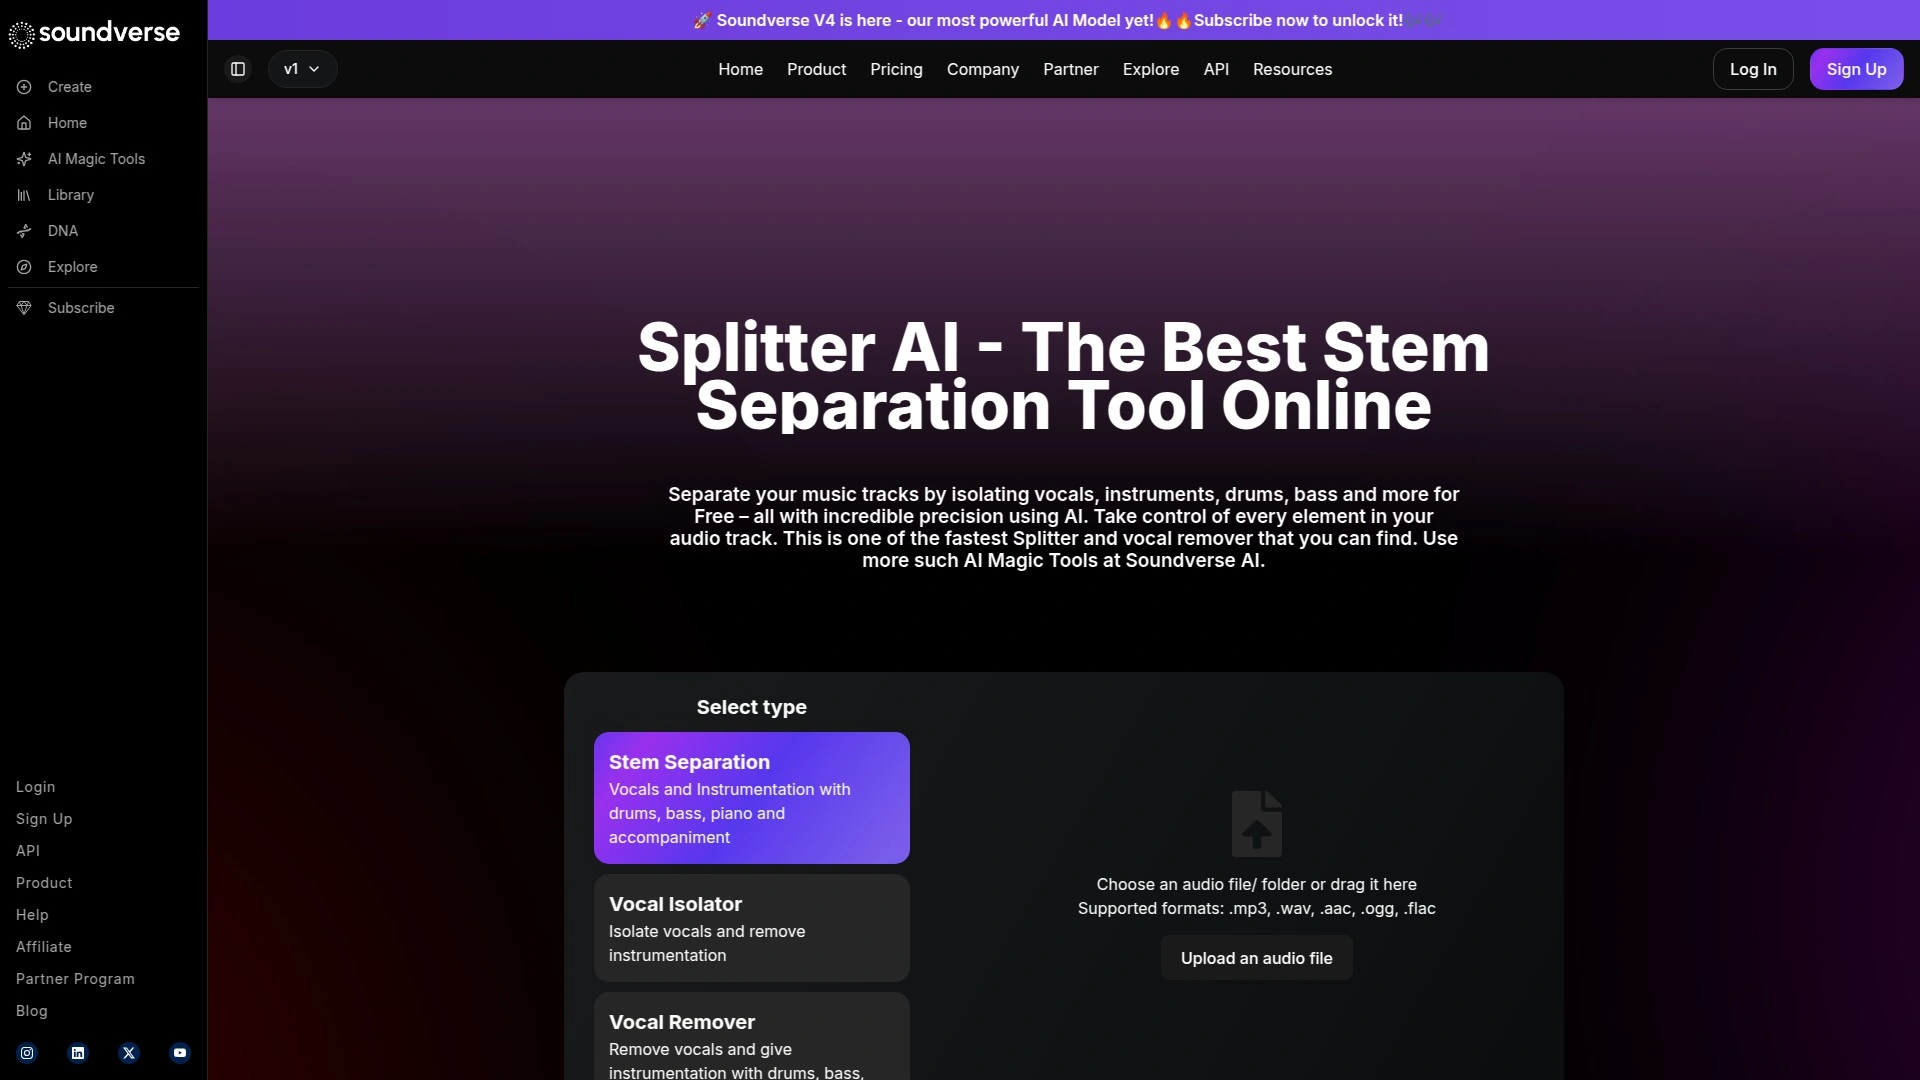 🚀 Soundverse V4 is here - our most powerful AI Model yet!🔥🔥Subscribe now to unlock it!
soundverse
Create
Home
AI Magic Tools
Library
DNA
Explore
Subscribe
v1
Home
Product
Pricing
Company
Partner
Explore
API
Resources
Log In
Sign Up
Splitter AI - The Best Stem
Separation Tool Online
Separate your music tracks by isolating vocals, instruments, drums, bass and more for
Free – all with incredible precision using AI. Take control of every element in your
audio track. This is one of the fastest Splitter and vocal remover that you can find. Use
more such AI Magic Tools at Soundverse AI.
Select type
Stem Separation
Vocals and Instrumentation with
drums, bass, piano and
accompaniment
Vocal Isolator
Isolate vocals and remove
instrumentation
Vocal Remover
Remove vocals and give
instrumentation with drums, bass,
Choose an audio file/ folder or drag it here
Supported formats: .mp3, .wav, .aac, .ogg, .flac
Upload an audio file
Login
Sign Up
API
Product
Help
Affiliate
Partner Program
Blog